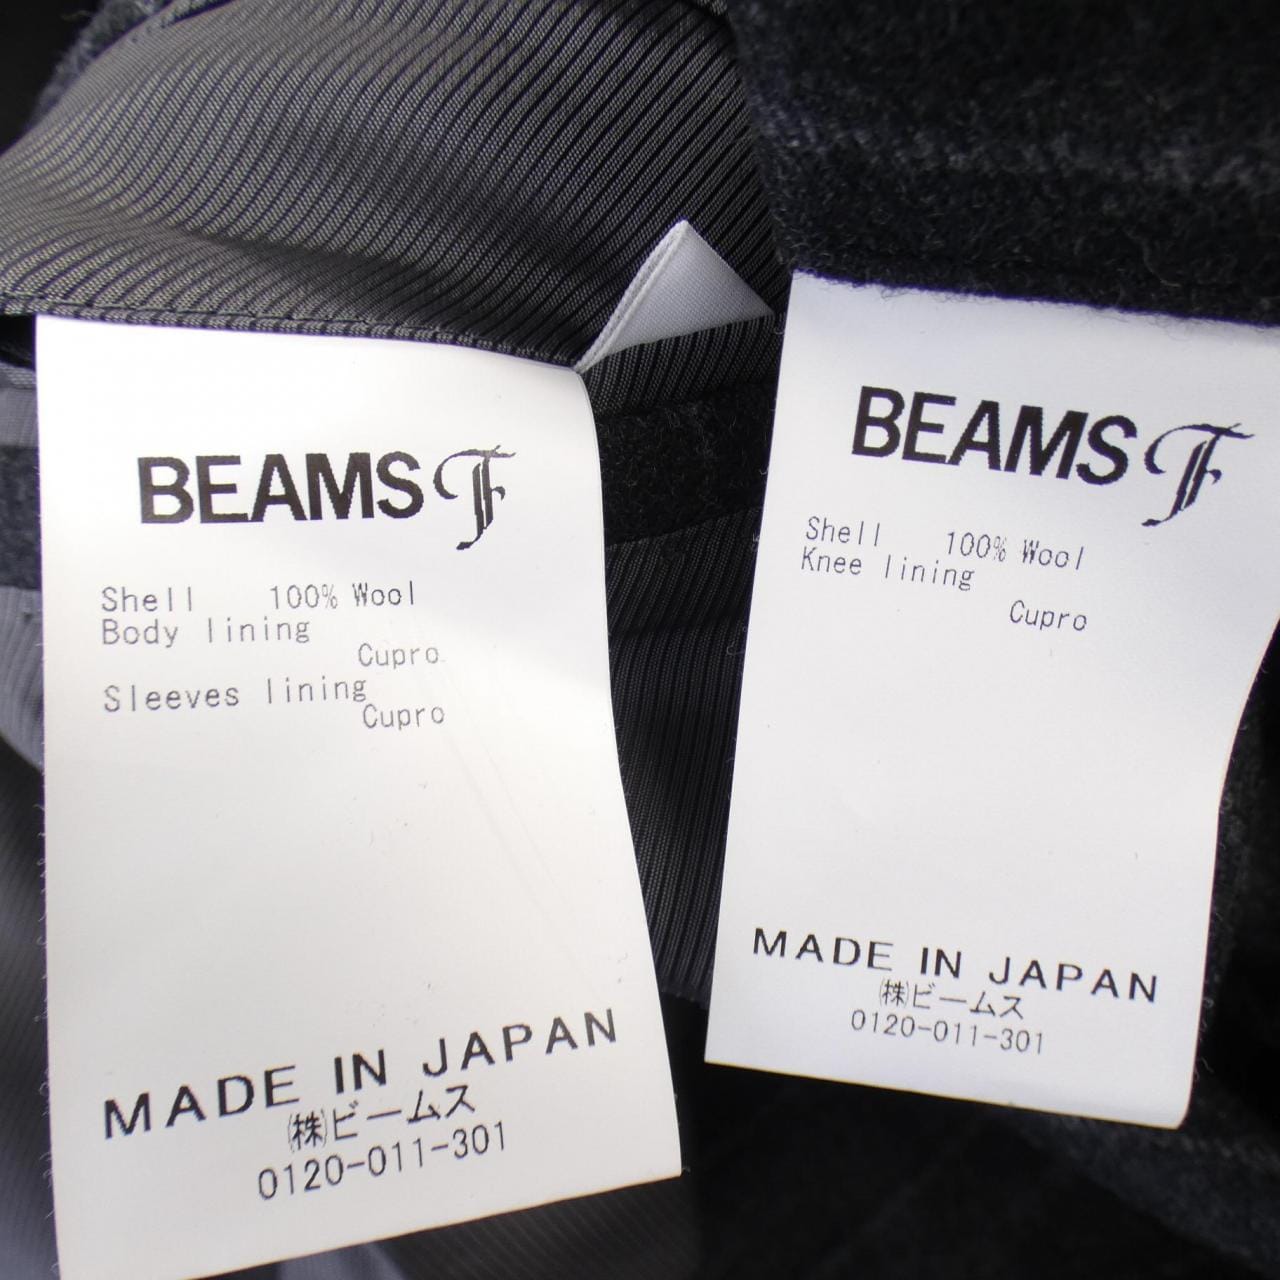 BEAMS F
Shell 100% Wool
Body lining
Cupro
Sleeves lining
Cupro
MADE IN JAPAN
㈱ビームス
0120-011-301
BEAMS F
Shell 100% Wool
Knee lining
Cupro
MADE IN JAPAN
㈱ビームス
0120-011-301